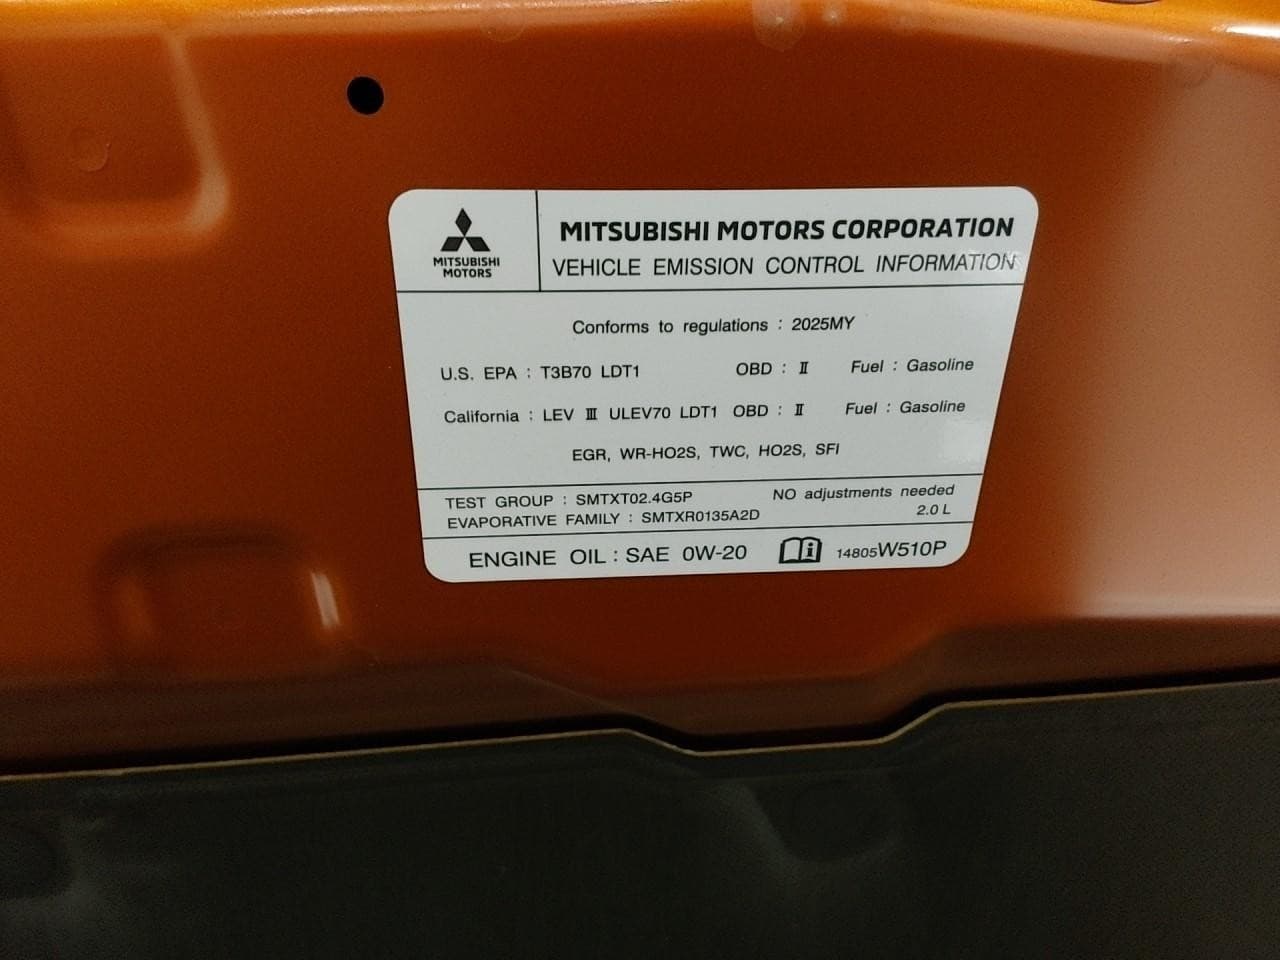 MITSUBISHI
MOTORS
MITSUBISHI MOTORS CORPORATION
VEHICLE EMISSION CONTROL INFORMATION
Conforms to regulations : 2025MY
U.S. EPA : T3B70 LDT1 OBD : Ⅱ Fuel : Gasoline
California : LEV Ⅲ ULEV70 LDT1 OBD : Ⅱ Fuel : Gasoline
EGR, WR-HO2S, TWC, HO2S, SFI
TEST GROUP : SMTXT02.4G5P NO adjustments needed
EVAPORATIVE FAMILY : SMTXR0135A2D 2.0 L
ENGINE OIL : SAE 0W-20 14805W510P